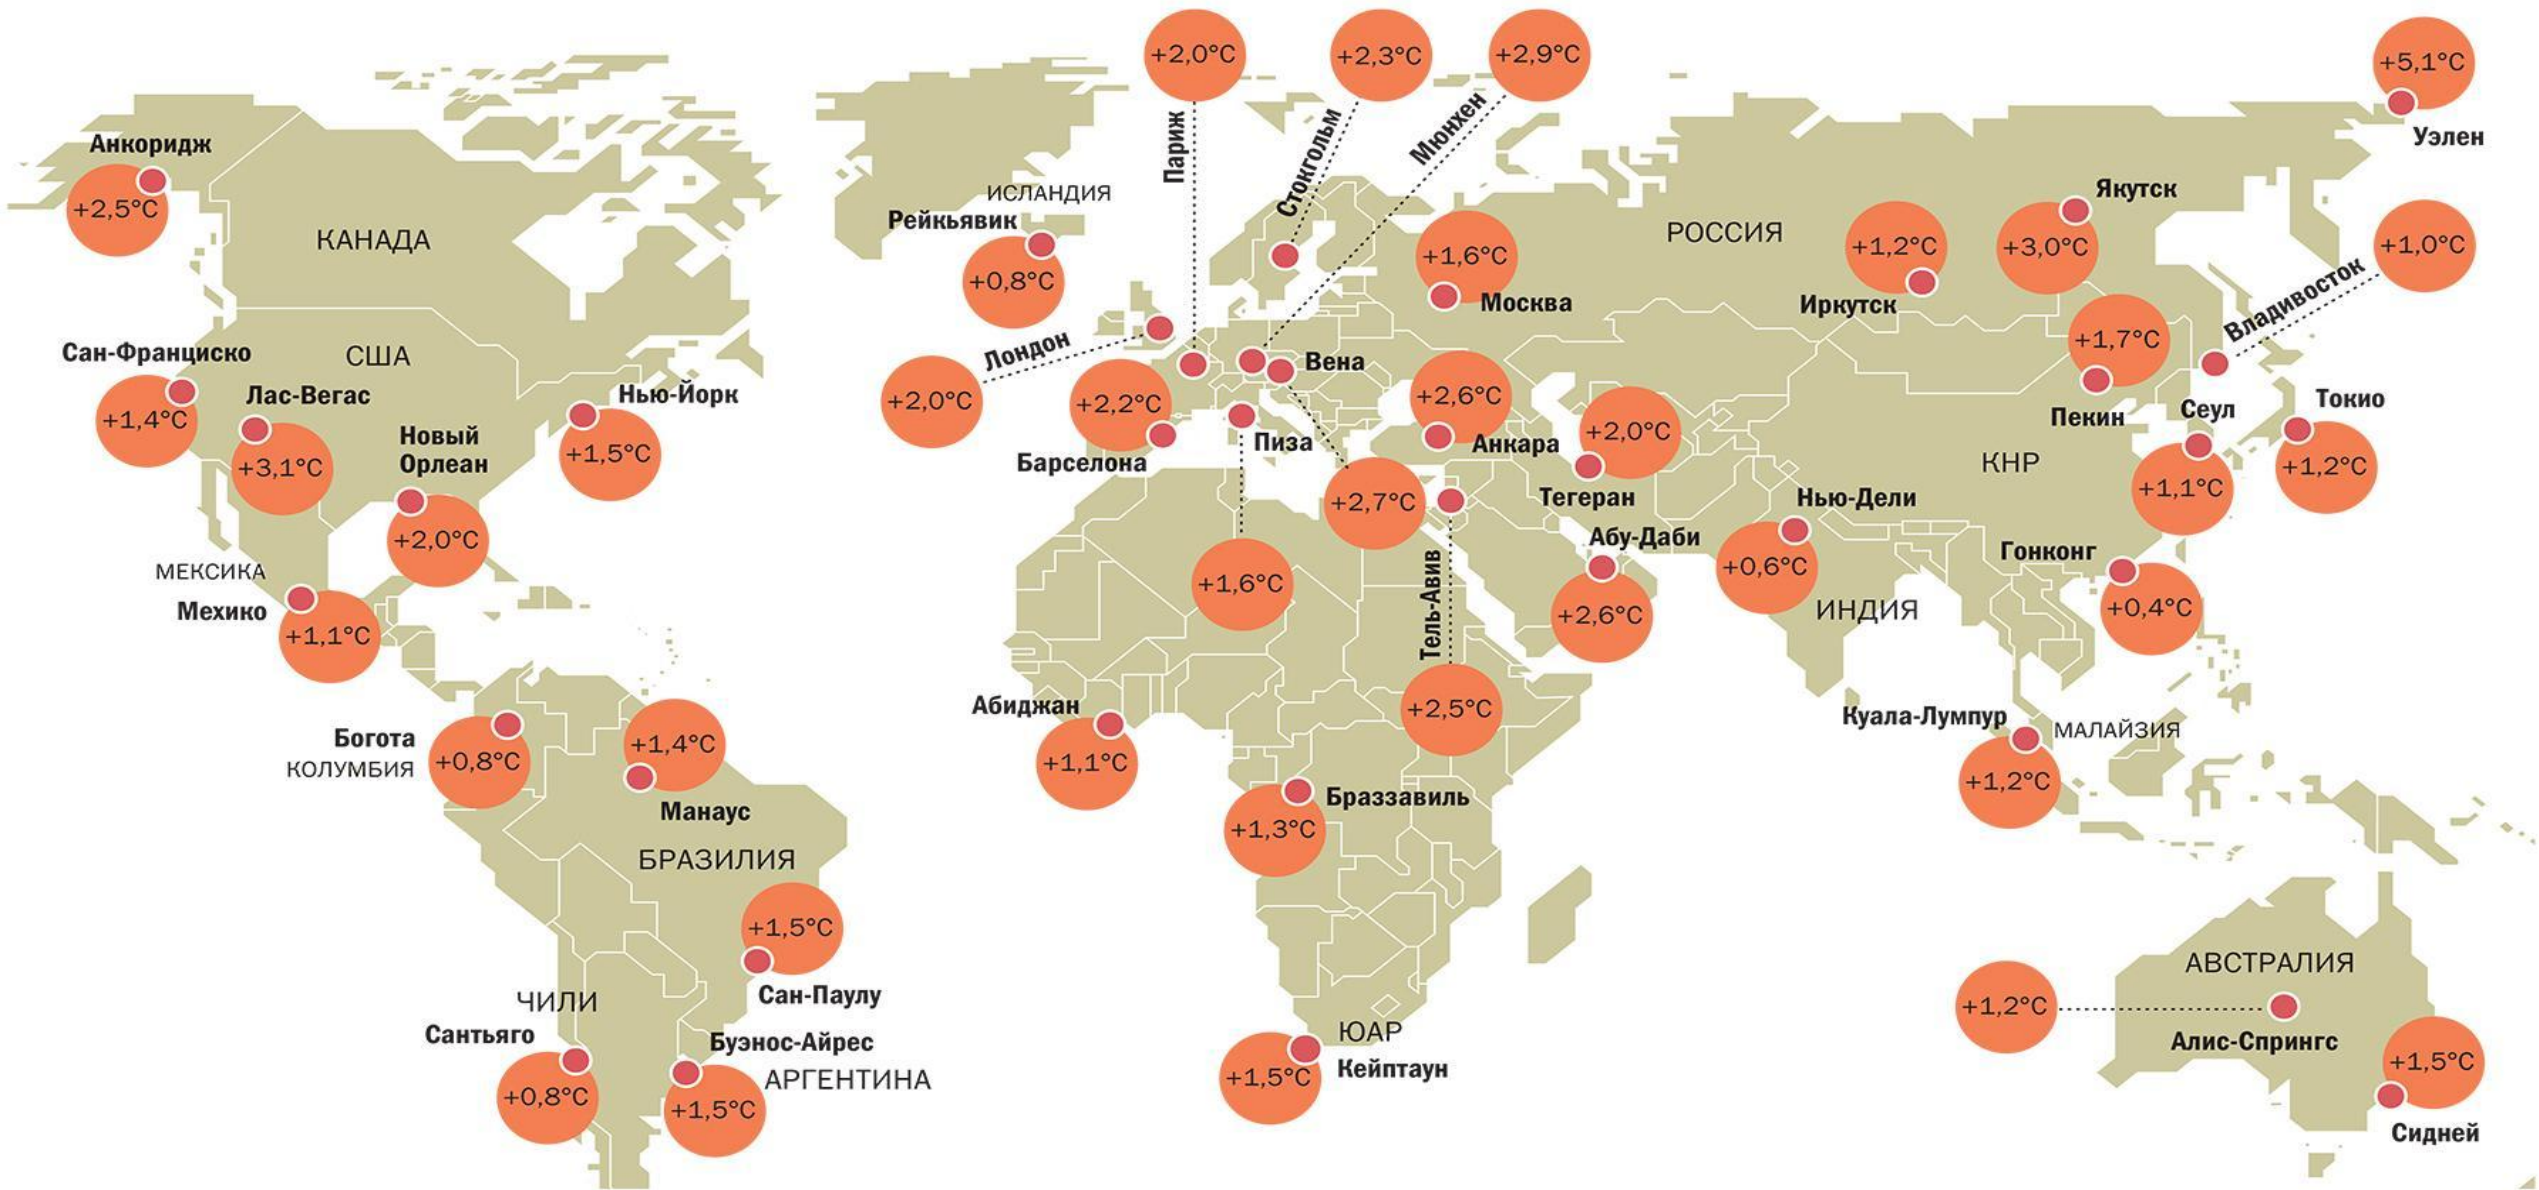 +2,0°C
+2,3°C
+2,9°C
+5,1°C
Уэлен
Анкоридж
+2,5°C
КАНАДА
ИСЛАНДИЯ
Рейкьявик
+0,8°C
Париж
Стокгольм
Мюнхен
РОССИЯ
+1,6°C
Москва
+1,2°C
Иркутск
Якутск
+3,0°C
+1,0°C
Владивосток
Сан-Франциско
+1,4°C
США
Лас-Вегас
+3,1°C
Новый
Орлеан
+2,0°C
Нью-Йорк
+1,5°C
Лондон
+2,0°C
+2,2°C
Барселона
Вена
Пиза
+2,6°C
Анкара
+2,0°C
Тегеран
+1,7°C
Пекин
Сеул
+1,1°C
Токио
+1,2°C
КНР
+2,7°C
Нью-Дели
+0,6°C
ИНДИЯ
Абу-Даби
+2,6°C
Гонконг
+0,4°C
МЕКСИКА
Мехико
+1,1°C
+1,6°C
Тель-Авив
+2,5°C
Богота
КОЛУМБИЯ
+0,8°C
+1,4°C
Манаус
БРАЗИЛИЯ
Абиджан
+1,1°C
Браззавиль
+1,3°C
Куала-Лумпур
МАЛАЙЗИЯ
+1,2°C
+1,5°C
Сан-Паулу
ЧИЛИ
Сантьяго
+0,8°C
Буэнос-Айрес
АРГЕНТИНА
+1,5°C
ЮАР
Кейптаун
+1,5°C
АВСТРАЛИЯ
+1,2°C
Алис-Спрингс
+1,5°C
Сидней